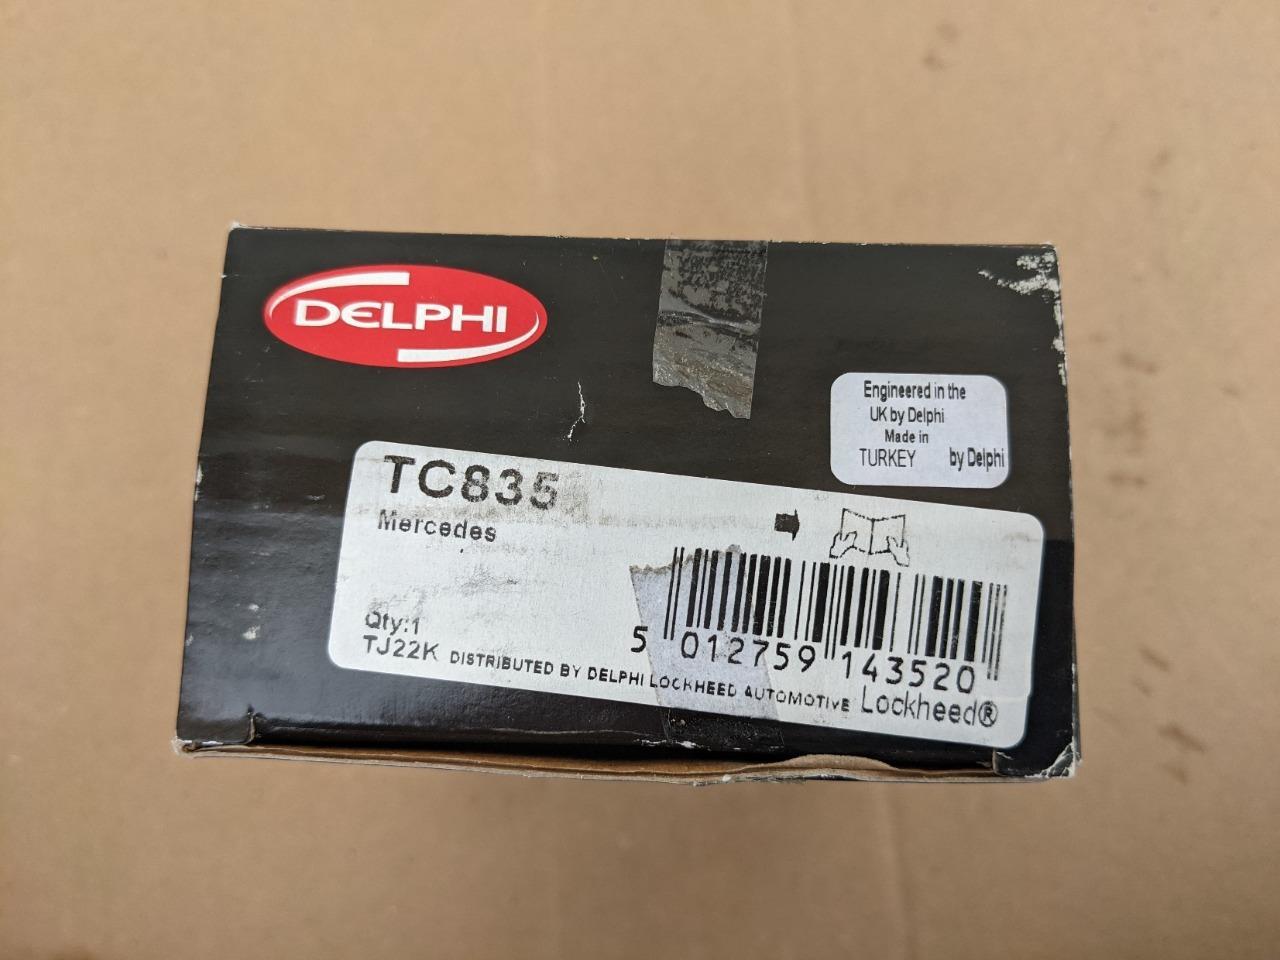 DELPHI
Engineered in the
UK by Delphi
Made in
TURKEY by Delphi
TC835
Mercedes
Qty:1
5 012759 143520
TJ22K DISTRIBUTED BY DELPHI LOCKHEED AUTOMOTIVE Lockheed®